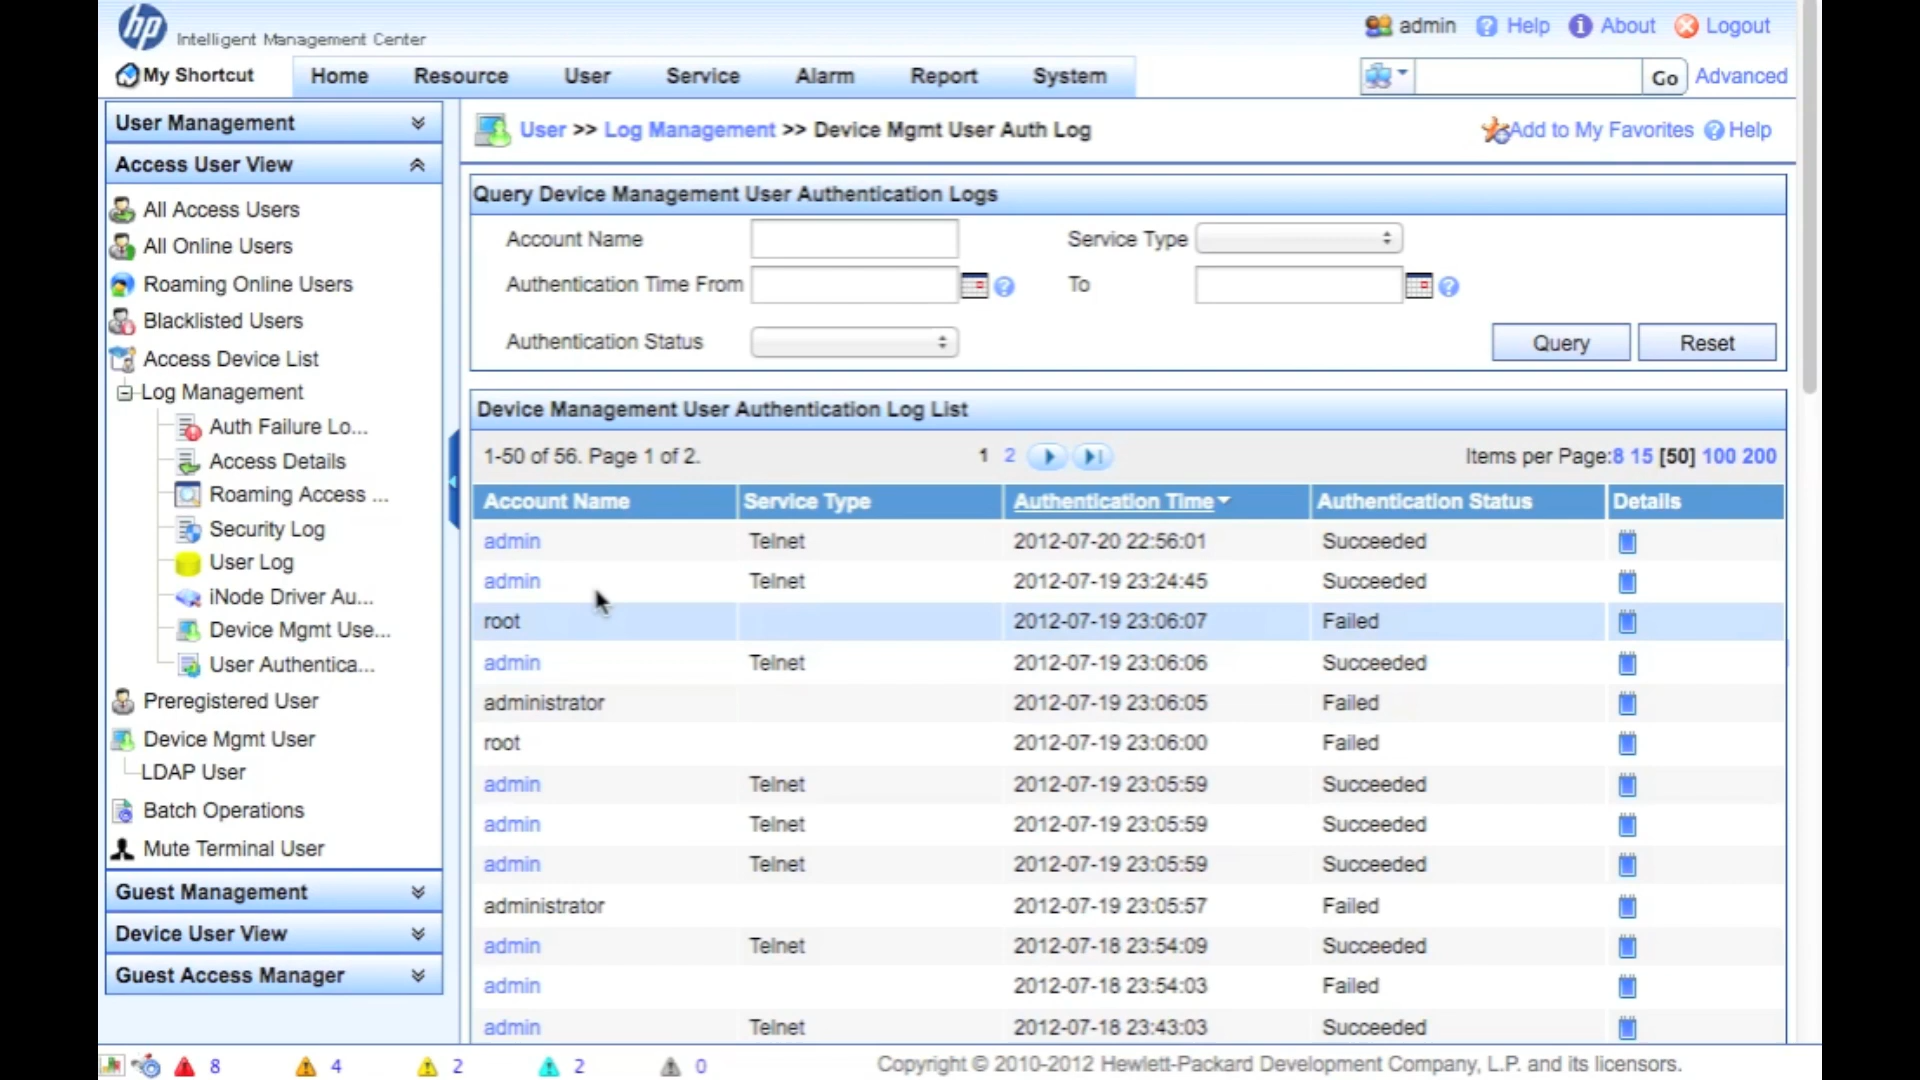 hp Intelligent Management Center
admin Help About Logout
My Shortcut Home Resource User Service Alarm Report System Go Advanced
User Management
Access User View
All Access Users
All Online Users
Roaming Online Users
Blacklisted Users
Access Device List
Log Management
Auth Failure Lo...
Access Details
Roaming Access ...
Security Log
User Log
iNode Driver Au...
Device Mgmt Use...
User Authentica...
Preregistered User
Device Mgmt User
LDAP User
Batch Operations
Mute Terminal User
Guest Management
Device User View
Guest Access Manager
User >> Log Management >> Device Mgmt User Auth Log Add to My Favorites Help
Query Device Management User Authentication Logs
Account Name Service Type
Authentication Time From To
Authentication Status Query Reset
Device Management User Authentication Log List
1-50 of 56. Page 1 of 2. 1 2 Items per Page:8 15 [50] 100 200
Account Name Service Type Authentication Time Authentication Status Details
admin Telnet 2012-07-20 22:56:01 Succeeded
admin Telnet 2012-07-19 23:24:45 Succeeded
root 2012-07-19 23:06:07 Failed
admin Telnet 2012-07-19 23:06:06 Succeeded
administrator 2012-07-19 23:06:05 Failed
root 2012-07-19 23:06:00 Failed
admin Telnet 2012-07-19 23:05:59 Succeeded
admin Telnet 2012-07-19 23:05:59 Succeeded
admin Telnet 2012-07-19 23:05:59 Succeeded
administrator 2012-07-19 23:05:57 Failed
admin Telnet 2012-07-18 23:54:09 Succeeded
admin 2012-07-18 23:54:03 Failed
admin Telnet 2012-07-18 23:43:03 Succeeded
8 4 2 2 0 Copyright © 2010-2012 Hewlett-Packard Development Company, L.P. and its licensors.